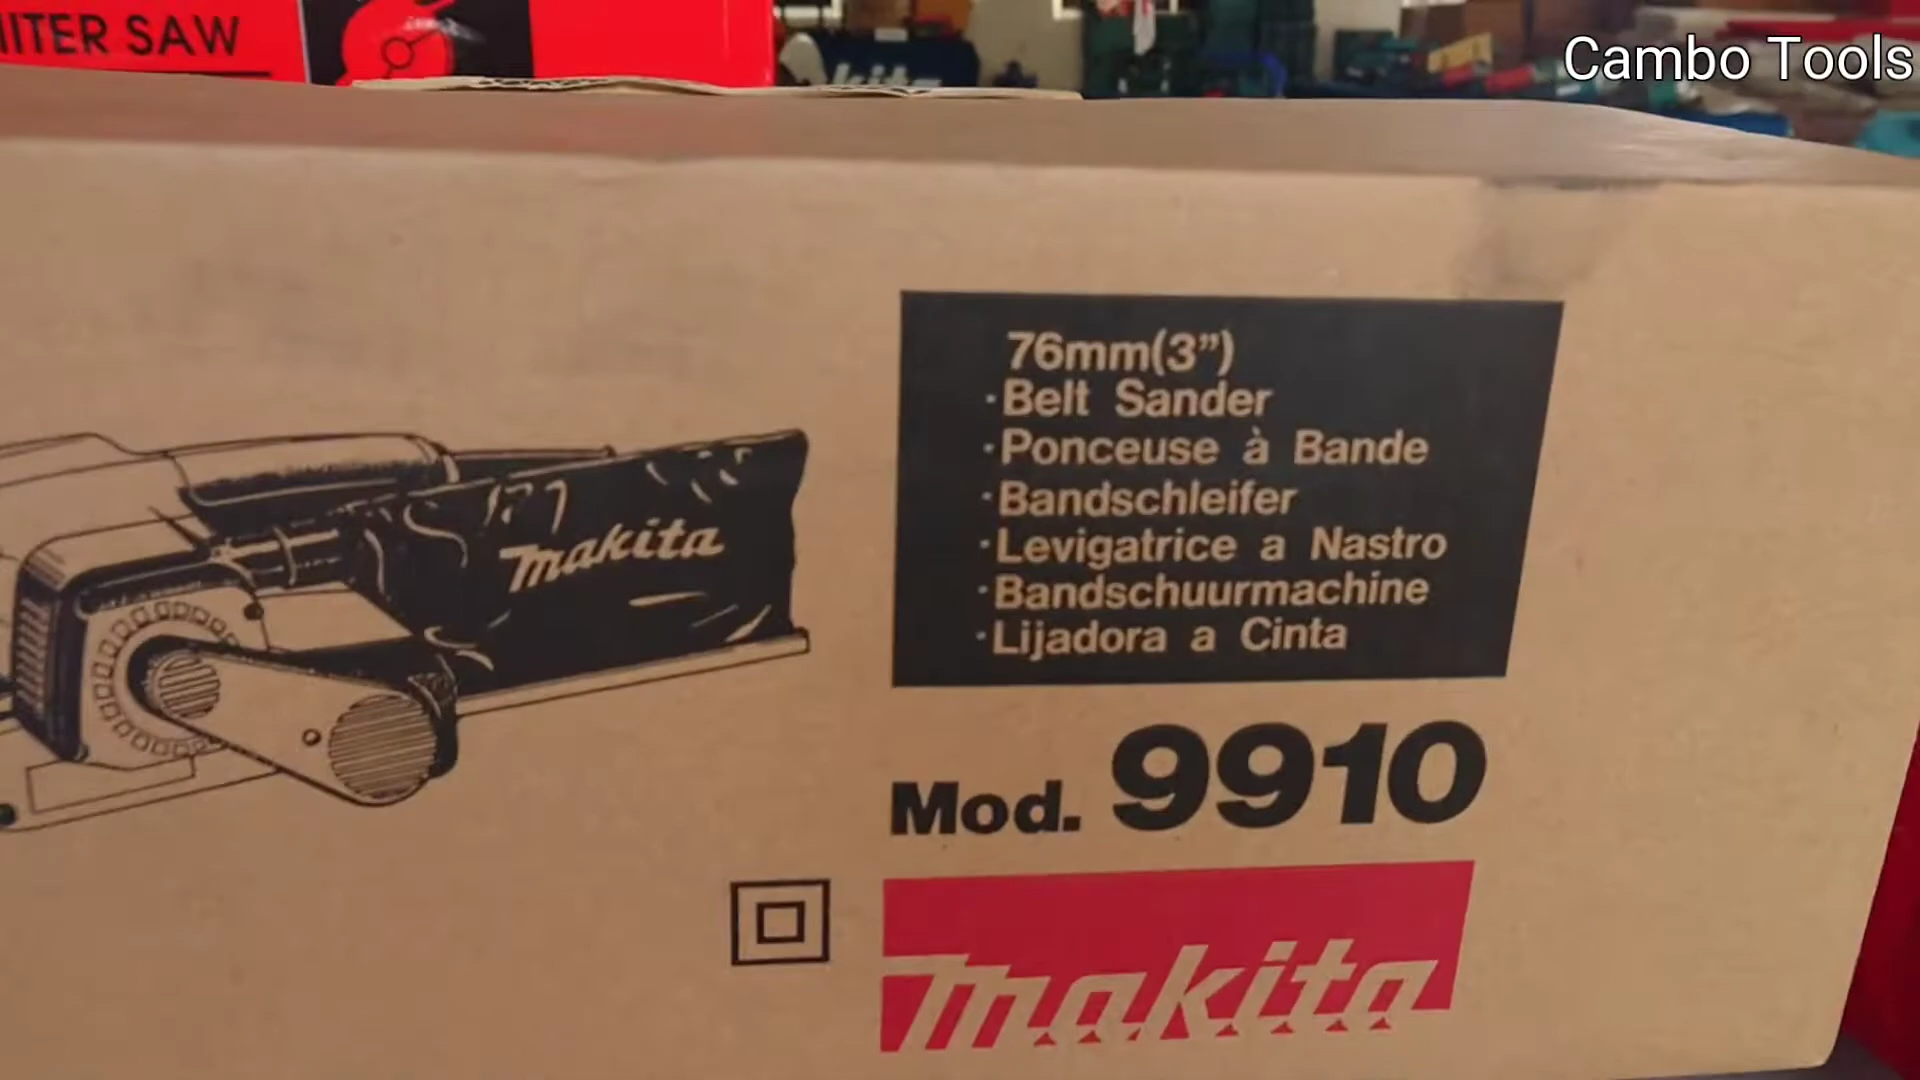 Cambo Tools
MITER SAW
76mm(3”)
·Belt Sander
·Ponceuse à Bande
·Bandschleifer
·Levigatrice a Nastro
·Bandschuurmachine
·Lijadora a Cinta
makita
Mod. 9910
makita